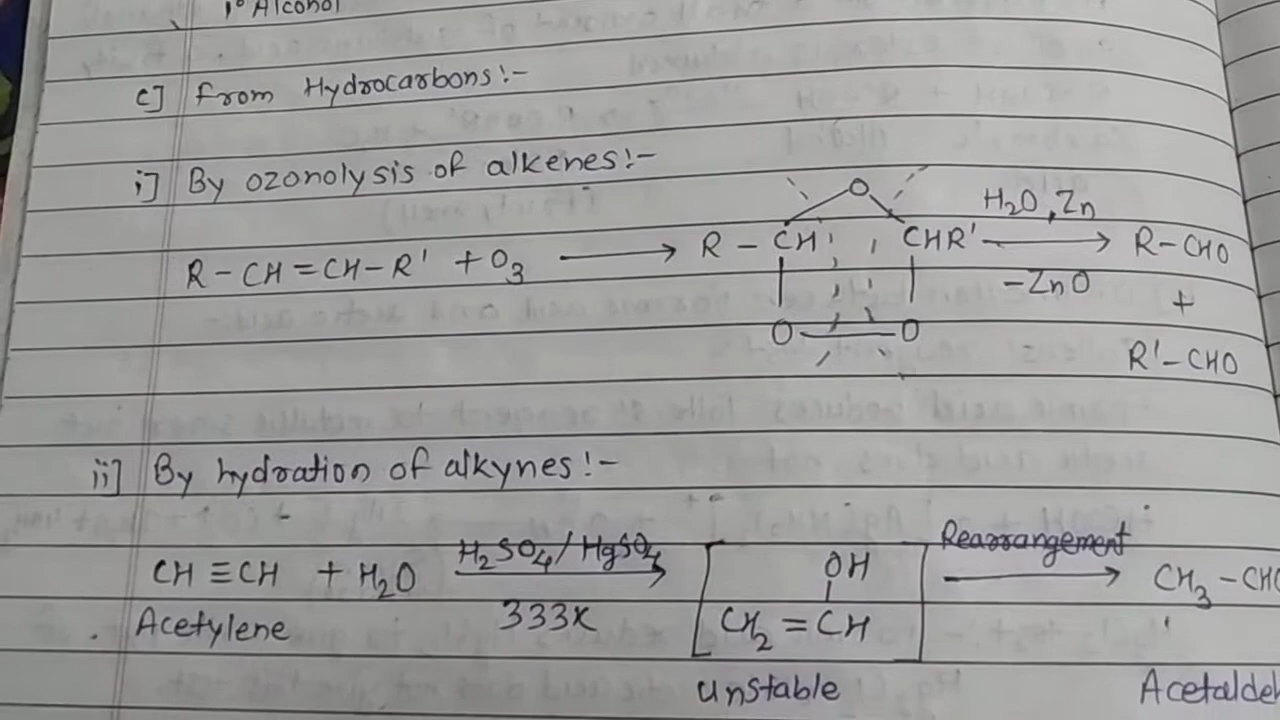 1° Alcohol
c] from Hydrocarbons:-
i] By ozonolysis of alkenes:-
R-CH=CH-R' + O₃ ⟶ R-CH CHR' ⟶ R-CHO
O
H₂O, Zn
-ZnO
O-O
+
R'-CHO
ii] By hydration of alkynes:-
CH≡CH + H₂O ⟶ [CH₂=CH] ⟶ CH₃-CHO
H₂SO₄/HgSO₄
333K
OH
Rearrangement
Acetylene
unstable
Acetaldeh